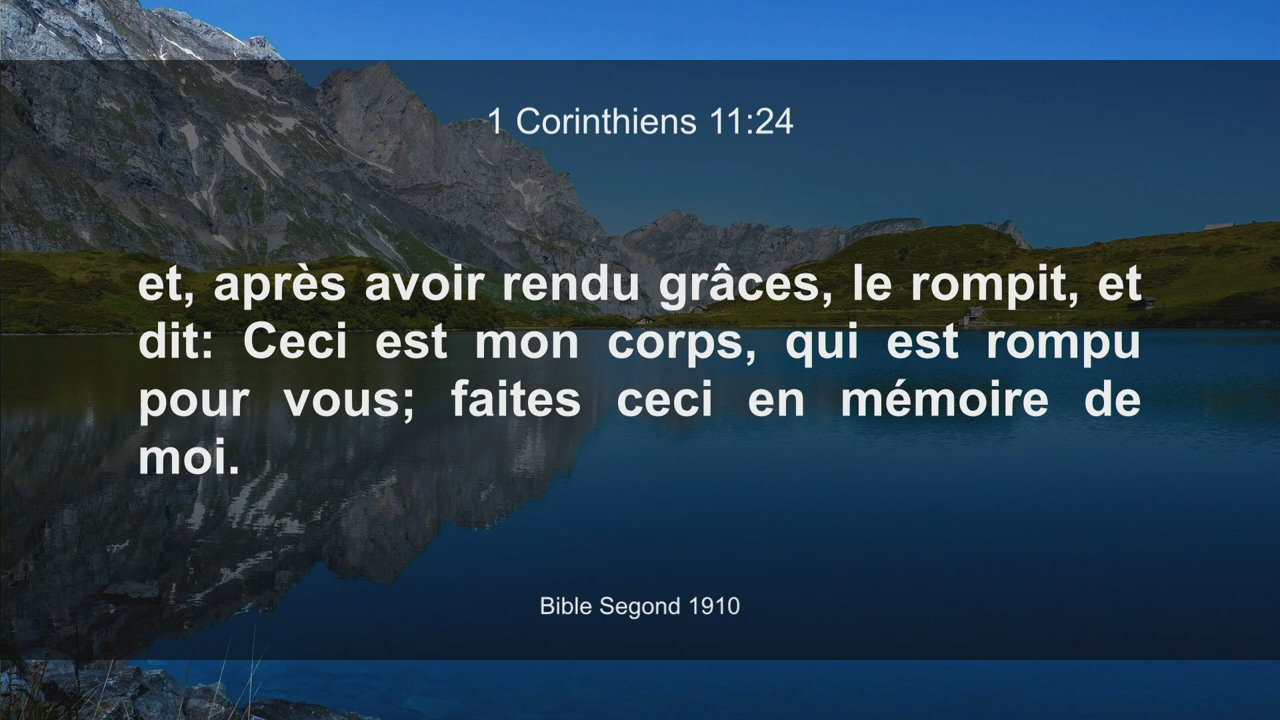 1 Corinthiens 11:24
et, après avoir rendu grâces, le rompit, et
dit: Ceci est mon corps, qui est rompu
pour vous; faites ceci en mémoire de
moi.
Bible Segond 1910